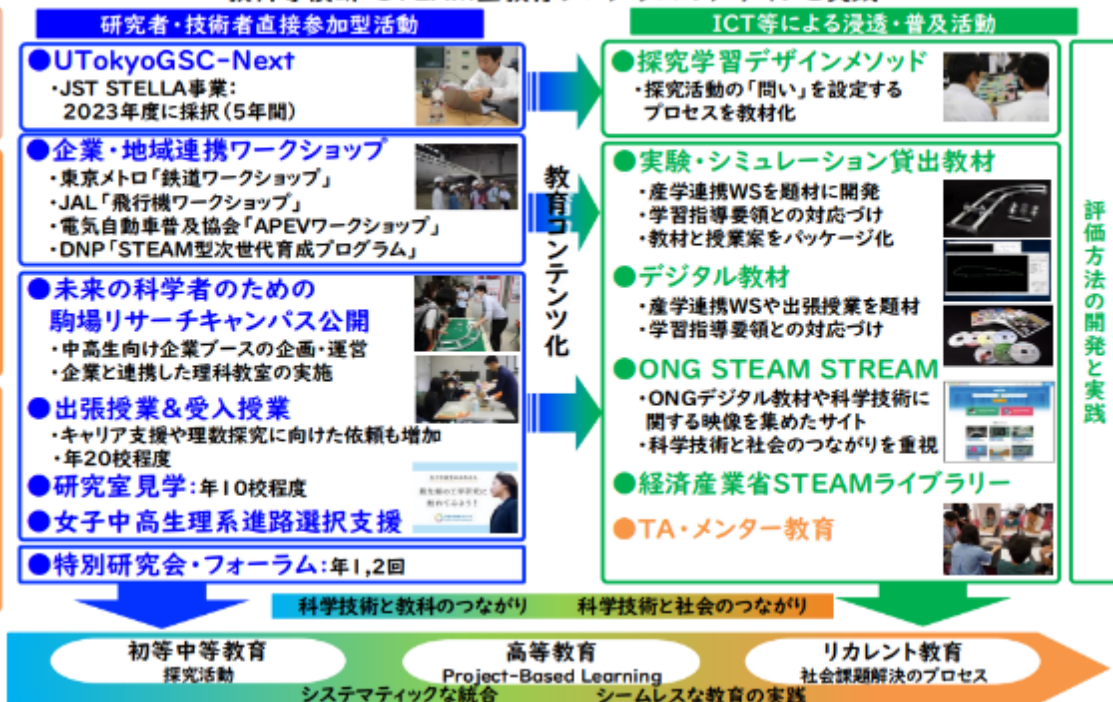 研究者・技術者直接参加型活動
●UTokyoGSC-Next
・JST STELLA事業：
2023年度に採択（5年間）
●企業・地域連携ワークショップ
・東京メトロ「鉄道ワークショップ」
・JAL「飛行機ワークショップ」
・電気自動車普及協会「APEVワークショップ」
・DNP「STEAM型次世代育成プログラム」
●未来の科学者のための
駒場リサーチキャンパス公開
・中高生向け企業ブースの企画・運営
・企業と連携した理科教室の実施
●出張授業&受入授業
・キャリア支援や理数探究に向けた依頼も増加
・年20校程度
●研究室見学：年10校程度
●女子中高生理系進路選択支援
●特別研究会・フォーラム：年1,2回
教育コンテンツ化
ICT等による浸透・普及活動
●探究学習デザインメソッド
・探究活動の「問い」を設定する
プロセスを教材化
●実験・シミュレーション貸出教材
・産学連携WSを題材に開発
・学習指導要領との対応づけ
・教材と授業案をパッケージ化
●デジタル教材
・産学連携WSや出張授業を題材
・学習指導要領との対応づけ
●ONG STEAM STREAM
・ONGデジタル教材や科学技術に
関する映像を集めたサイト
・科学技術と社会のつながりを重視
●経済産業省STEAMライブラリー
●TA・メンター教育
評価方法の開発と実践
科学技術と教科のつながり　科学技術と社会のつながり
初等中等教育
探究活動
高等教育
Project-Based Learning
リカレント教育
社会課題解決のプロセス
システマティックな統合　シームレスな教育の実践